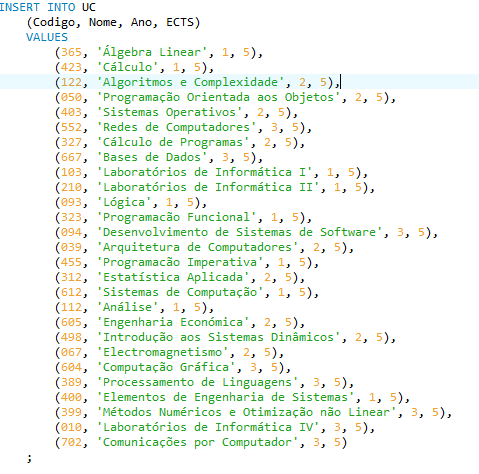 INSERT INTO UC
(Codigo, Nome, Ano, ECTS)
VALUES
(365, 'Álgebra Linear', 1, 5),
(423, 'Cálculo', 1, 5),
(122, 'Algoritmos e Complexidade', 2, 5),
(050, 'Programação Orientada aos Objetos', 2, 5),
(403, 'Sistemas Operativos', 2, 5),
(552, 'Redes de Computadores', 3, 5),
(327, 'Cálculo de Programas', 2, 5),
(667, 'Bases de Dados', 3, 5),
(103, 'Laboratórios de Informática I', 1, 5),
(210, 'Laboratórios de Informática II', 1, 5),
(093, 'Lógica', 1, 5),
(323, 'Programacão Funcional', 1, 5),
(094, 'Desenvolvimento de Sistemas de Software', 3, 5),
(039, 'Arquitetura de Computadores', 2, 5),
(455, 'Programacão Imperativa', 1, 5),
(312, 'Estatística Aplicada', 2, 5),
(612, 'Sistemas de Computação', 1, 5),
(112, 'Análise', 1, 5),
(605, 'Engenharia Económica', 2, 5),
(498, 'Introdução aos Sistemas Dinâmicos', 2, 5),
(067, 'Electromagnetismo', 2, 5),
(604, 'Computação Gráfica', 3, 5),
(389, 'Processamento de Linguagens', 3, 5),
(400, 'Elementos de Engenharia de Sistemas', 1, 5),
(399, 'Métodos Numéricos e Otimização não Linear', 3, 5),
(010, 'Laboratórios de Informática IV', 3, 5),
(702, 'Comunicações por Computador', 3, 5)
;